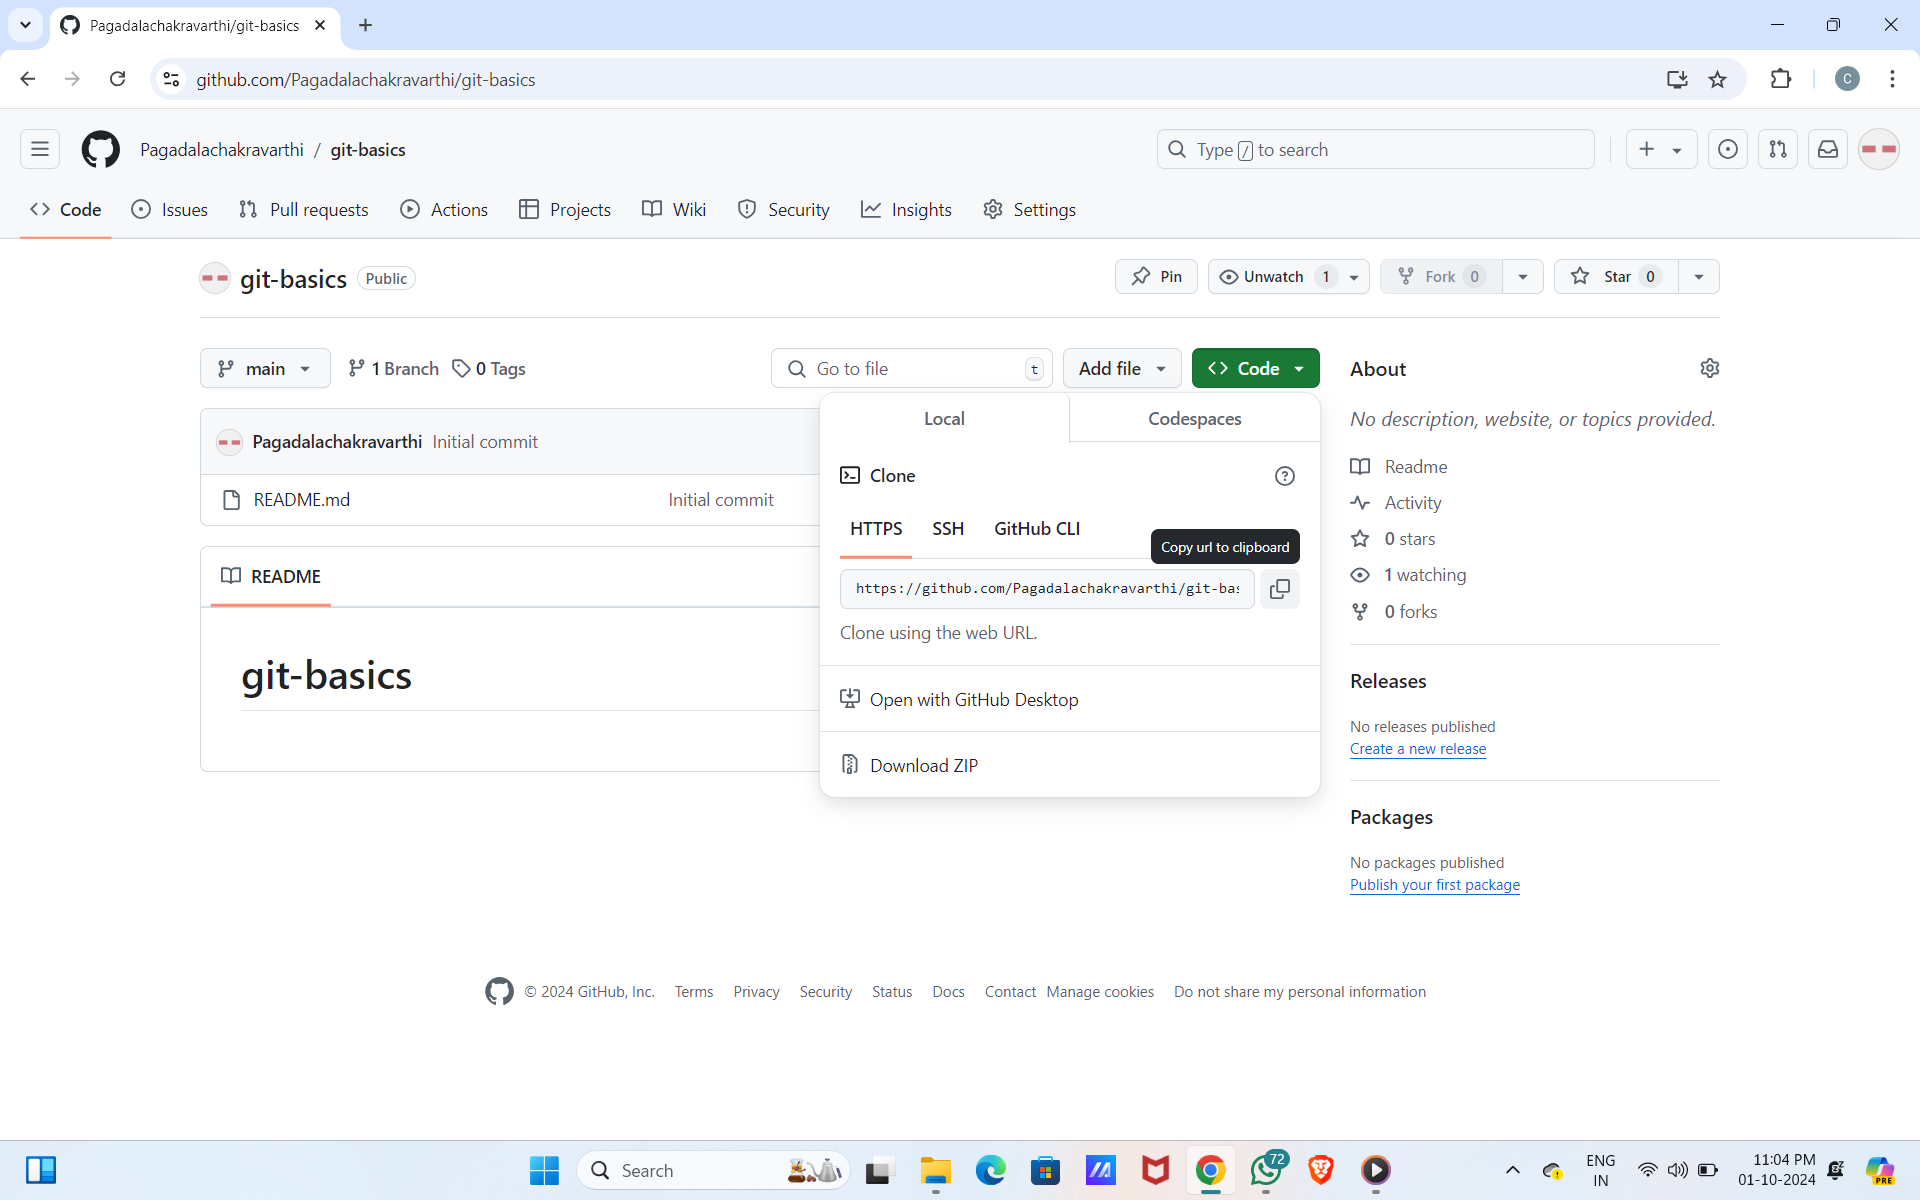 Pagadalachakravarthi/git-basics
github.com/Pagadalachakravarthi/git-basics
C
Pagadalachakravarthi / git-basics
Type / to search
Code Issues Pull requests Actions Projects Wiki Security Insights Settings
git-basics Public
Pin Unwatch 1 Fork 0 Star 0
main 1 Branch 0 Tags Go to file t Add file Code
About
Local Codespaces
No description, website, or topics provided.
Pagadalachakravarthi Initial commit
Clone
Readme
README.md Initial commit
Activity
HTTPS SSH GitHub CLI
Copy url to clipboard
0 stars
README
1 watching
https://github.com/Pagadalachakravarthi/git-bas
0 forks
Clone using the web URL.
git-basics
Releases
Open with GitHub Desktop
No releases published
Create a new release
Download ZIP
Packages
No packages published
Publish your first package
© 2024 GitHub, Inc. Terms Privacy Security Status Docs Contact Manage cookies Do not share my personal information
Search
72
ENG
IN
11:04 PM
01-10-2024
PRE